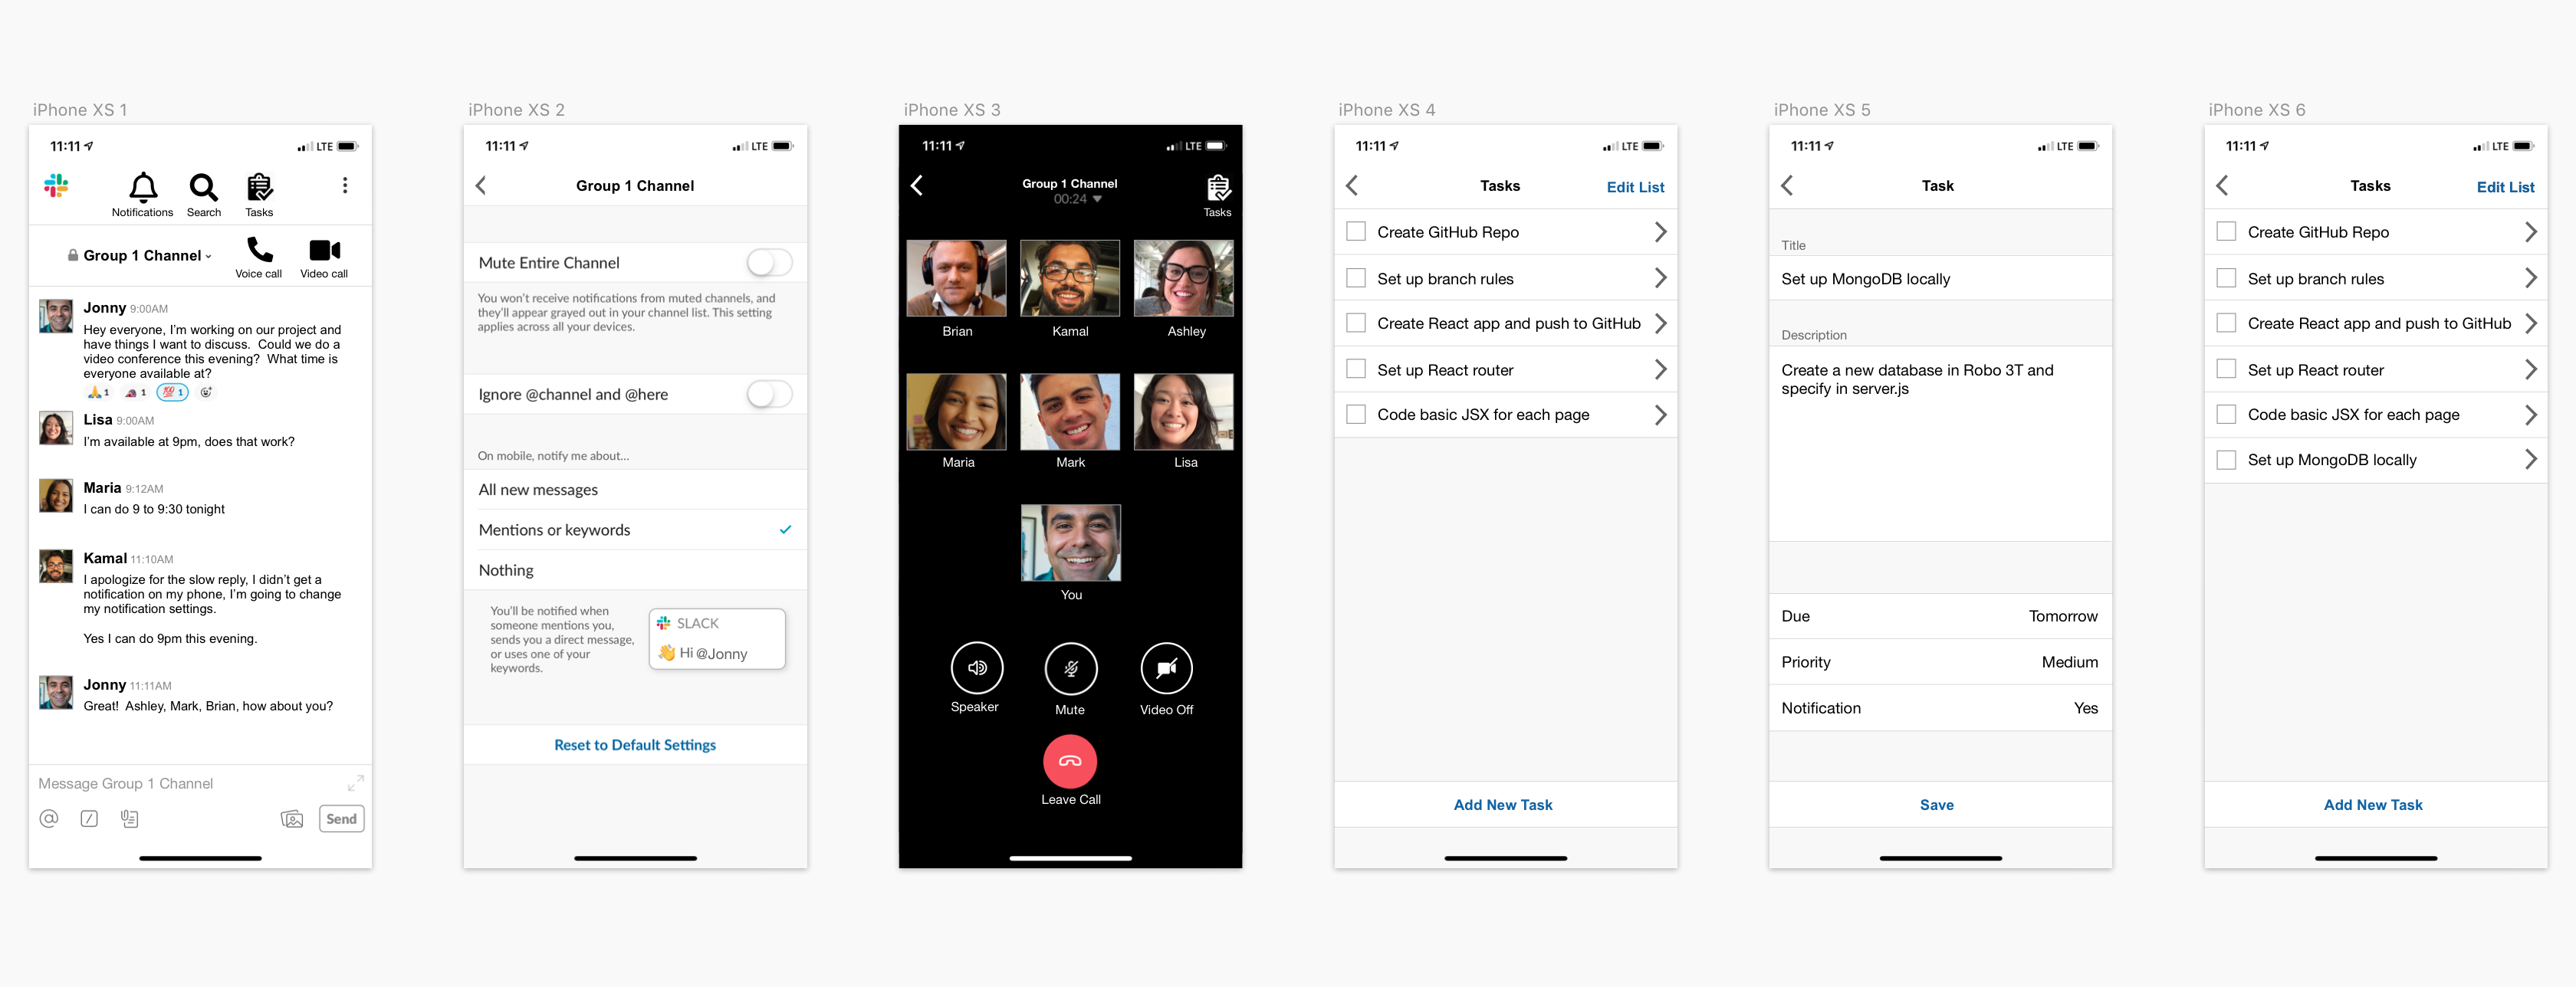 iPhone XS 1
11:11
LTE
Notifications
Search
Tasks
Group 1 Channel
Voice call
Video call
Jonny 9:00AM
Hey everyone, I'm working on our project and
have things I want to discuss.  Could we do a
video conference this evening?  What time is
everyone available at?
1
1
💯 1
Lisa 9:00AM
I'm available at 9pm, does that work?
Maria 9:12AM
I can do 9 to 9:30 tonight
Kamal 11:10AM
I apologize for the slow reply, I didn't get a
notification on my phone, I'm going to change
my notification settings.
Yes I can do 9pm this evening.
Jonny 11:11AM
Great!  Ashley, Mark, Brian, how about you?
Message Group 1 Channel
@
Send
iPhone XS 2
11:11
LTE
Group 1 Channel
Mute Entire Channel
You won't receive notifications from muted channels, and
they'll appear grayed out in your channel list. This setting
applies across all your devices.
Ignore @channel and @here
On mobile, notify me about...
All new messages
Mentions or keywords
Nothing
You'll be notified when
someone mentions you,
sends you a direct message,
or uses one of your
keywords.
SLACK
👋 Hi @Jonny
Reset to Default Settings
iPhone XS 3
11:11
LTE
Group 1 Channel
00:24
Tasks
Brian
Kamal
Ashley
Maria
Mark
Lisa
You
Speaker
Mute
Video Off
Leave Call
iPhone XS 4
11:11
LTE
Tasks
Edit List
Create GitHub Repo
Set up branch rules
Create React app and push to GitHub
Set up React router
Code basic JSX for each page
Add New Task
iPhone XS 5
11:11
LTE
Task
Title
Set up MongoDB locally
Description
Create a new database in Robo 3T and
specify in server.js
Due Tomorrow
Priority Medium
Notification Yes
Save
iPhone XS 6
11:11
LTE
Tasks
Edit List
Create GitHub Repo
Set up branch rules
Create React app and push to GitHub
Set up React router
Code basic JSX for each page
Set up MongoDB locally
Add New Task